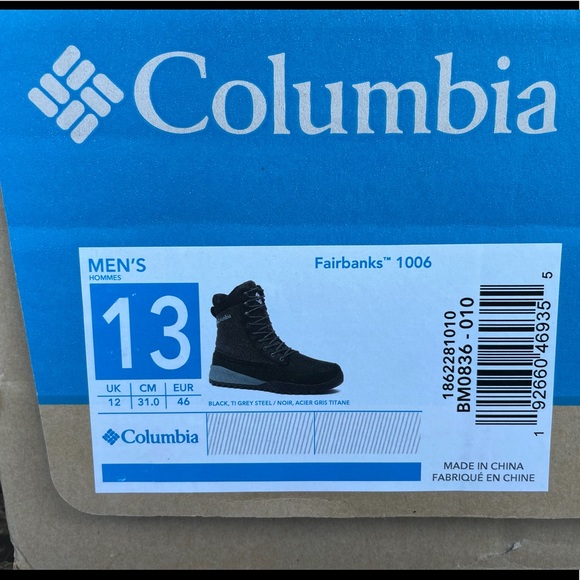 Columbia
MEN'S
HOMMES
Fairbanks™ 1006
13
UK CM EUR
12 31.0 46
Columbia
BLACK, TI GREY STEEL / NOIR, ACIER GRIS TITANE
Columbia
1862281010
BM0836 - 010
1 92660 46935 5
MADE IN CHINA
FABRIQUÉ EN CHINE